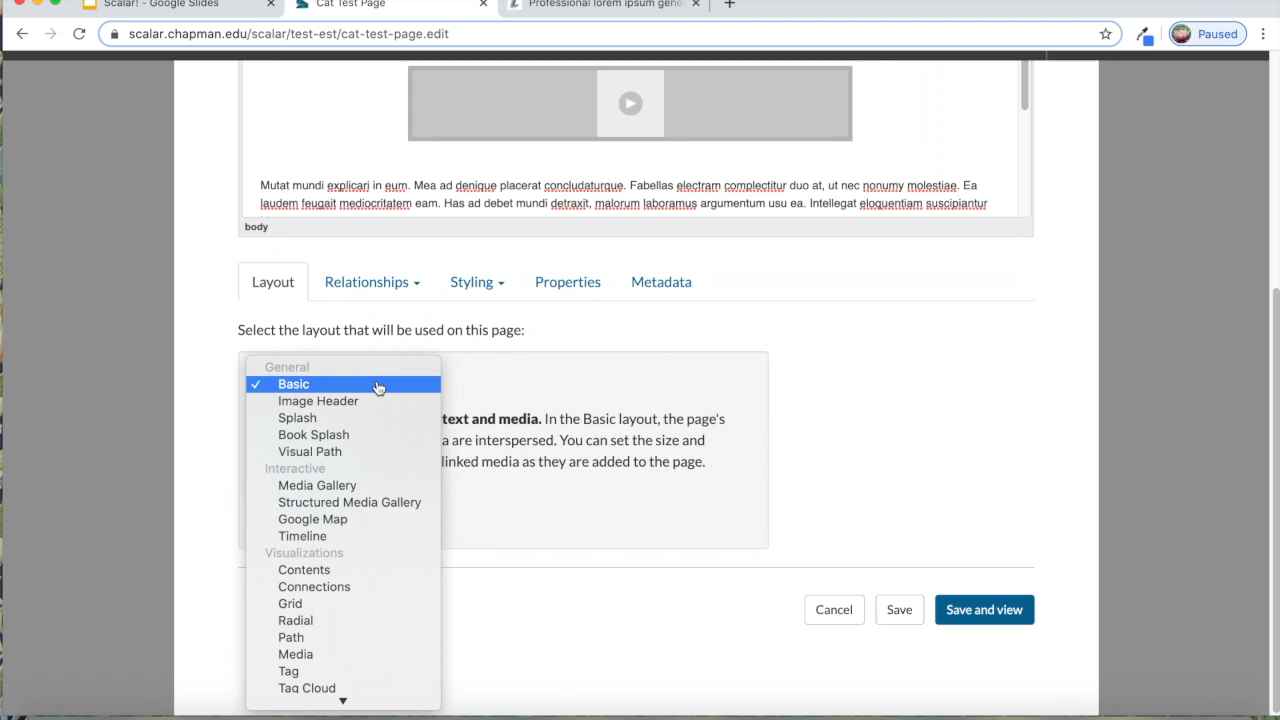 Scalar! - Google Slides
Cat Test Page
Professional lorem ipsum gene
scalar.chapman.edu/scalar/test-est/cat-test-page.edit
Paused
Mutat mundi explicari in eum. Mea ad denique placerat concludaturque. Fabellas electram complectitur duo at, ut nec nonumy molestiae. Ea
laudem feugait mediocritatem eam. Has ad debet mundi detraxit, malorum laboramus argumentum usu ea. Intellegat eloquentiam suscipiantur
body
Layout Relationships Styling Properties Metadata
Select the layout that will be used on this page:
General
✓ Basic
Image Header
Splash
Book Splash
Visual Path
Interactive
Media Gallery
Structured Media Gallery
Google Map
Timeline
Visualizations
Contents
Connections
Grid
Radial
Path
Media
Tag
Tag Cloud
text and media. In the Basic layout, the page's
a are interspersed. You can set the size and
linked media as they are added to the page.
Cancel Save Save and view